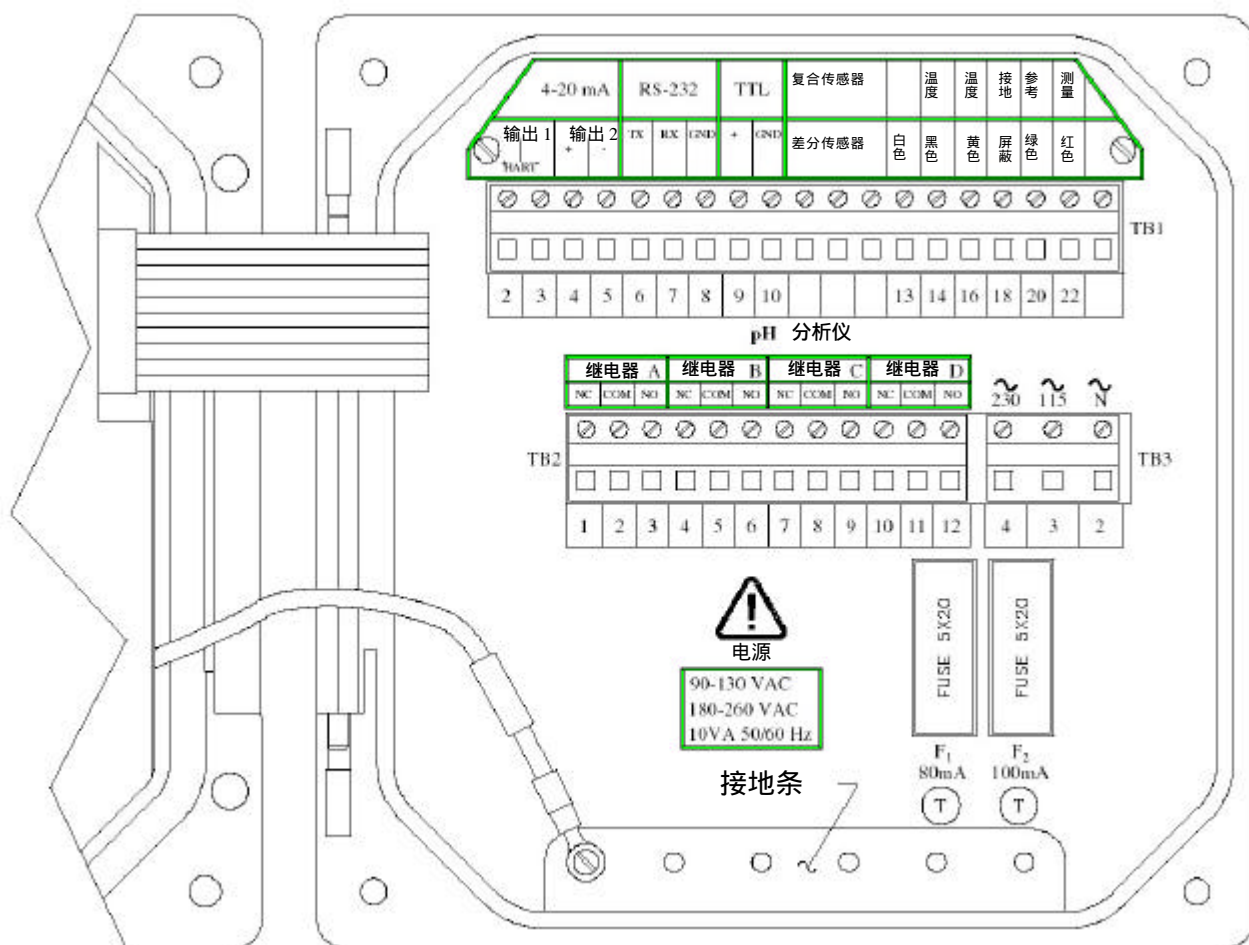 4-20 mA RS-232 TTL 复合传感器 温度 温度 接地 参考 测量
输出 1 输出 2 TX RX GND + GND 差分传感器 白色 黑色 黄色 屏蔽 绿色 红色
+ -
"HART"
TB1
2 3 4 5 6 7 8 9 10 13 14 16 18 20 22
pH 分析仪
继电器 A 继电器 B 继电器 C 继电器 D
NC COM NO NC COM NO NC COM NO NC COM NO 230 115 N
TB2 TB3
1 2 3 4 5 6 7 8 9 10 11 12 4 3 2
电源
90-130 VAC
180-260 VAC
10VA 50/60 Hz
FUSE 5X20 FUSE 5X20
F1 F2
80mA 100mA
接地条
T T